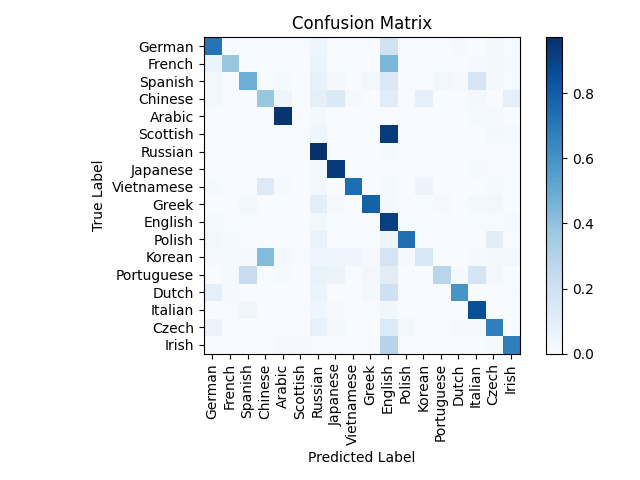 Confusion Matrix
German
French
Spanish
Chinese
Arabic
Scottish
Russian
Japanese
Vietnamese
Greek
English
Polish
Korean
Portuguese
Dutch
Italian
Czech
Irish
True Label
German
French
Spanish
Chinese
Arabic
Scottish
Russian
Japanese
Vietnamese
Greek
English
Polish
Korean
Portuguese
Dutch
Italian
Czech
Irish
Predicted Label
0.8
0.6
0.4
0.2
0.0